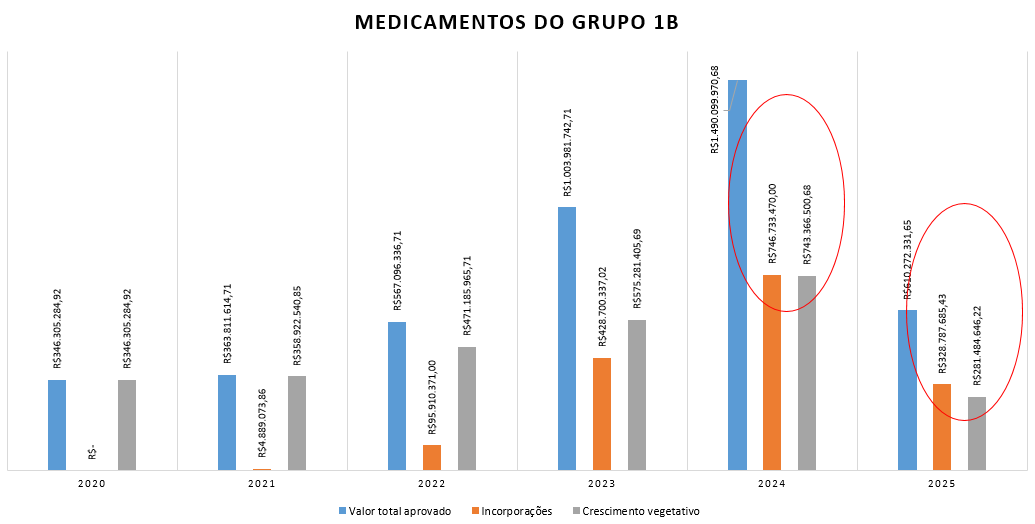 MEDICAMENTOS DO GRUPO 1B
R$346.305.284,92
R$-
R$346.305.284,92
R$363.811.614,71
R$4.889.073,86
R$358.922.540,85
R$567.096.336,71
R$95.910.371,00
R$471.185.965,71
R$1.003.981.742,71
R$428.700.337,02
R$575.281.405,69
R$1.490.099.970,68
R$746.733.470,00
R$743.366.500,68
R$610.272.331,65
R$328.787.685,43
R$281.484.646,22
2020
2021
2022
2023
2024
2025
Valor total aprovado
Incorporações
Crescimento vegetativo